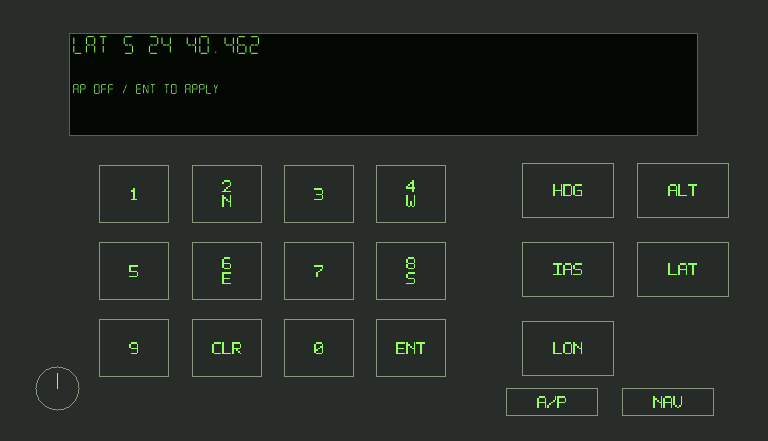 LAT S 24 40.462
AP OFF / ENT TO APPLY
1
2
N
3
4
W
HDG
ALT
5
6
E
7
8
S
IAS
LAT
9
CLR
0
ENT
LON
A/P
NAV